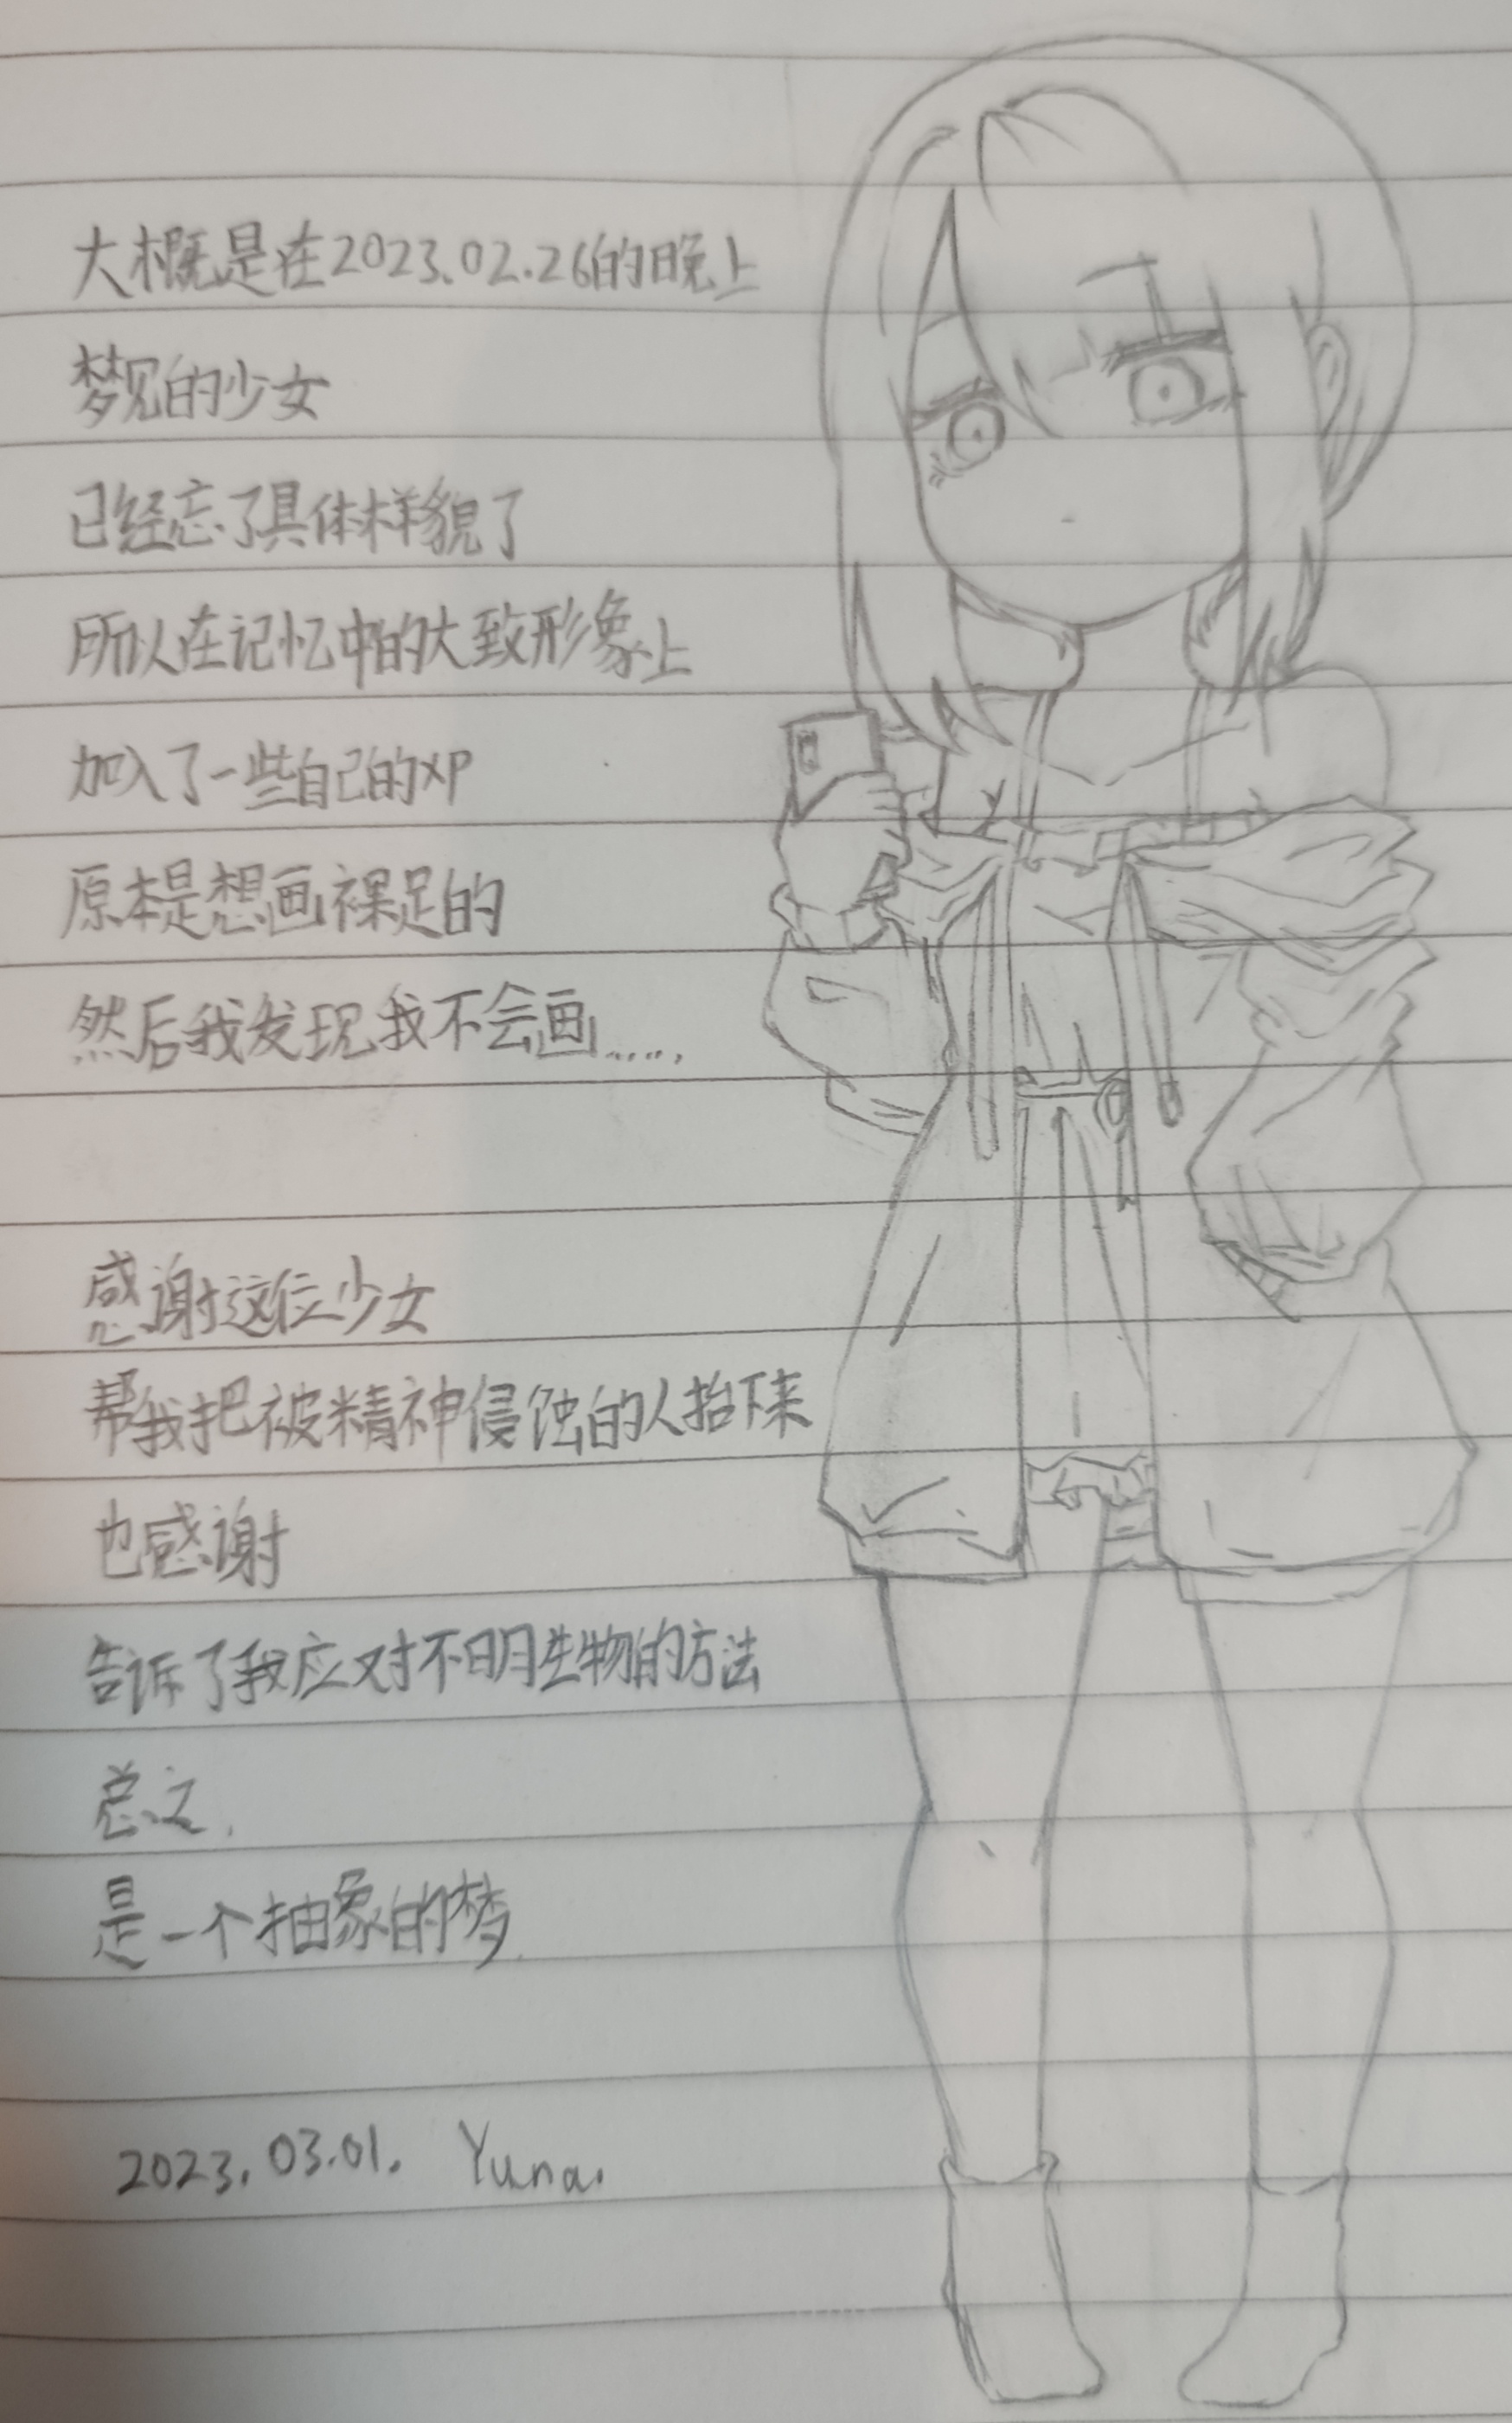 大概是在2023.02.26的晚上
梦见的少女
已经忘了具体样貌了
所以在记忆中的大致形象上
加入了一些自己的XP
原本是想画裸足的
然后我发现我不会画......
感谢这位少女
帮我把被精神侵蚀的人抬下来
也感谢
告诉了我应对不明生物的方法
总之,
是一个抽象的梦.
2023.03.01. Yuna.